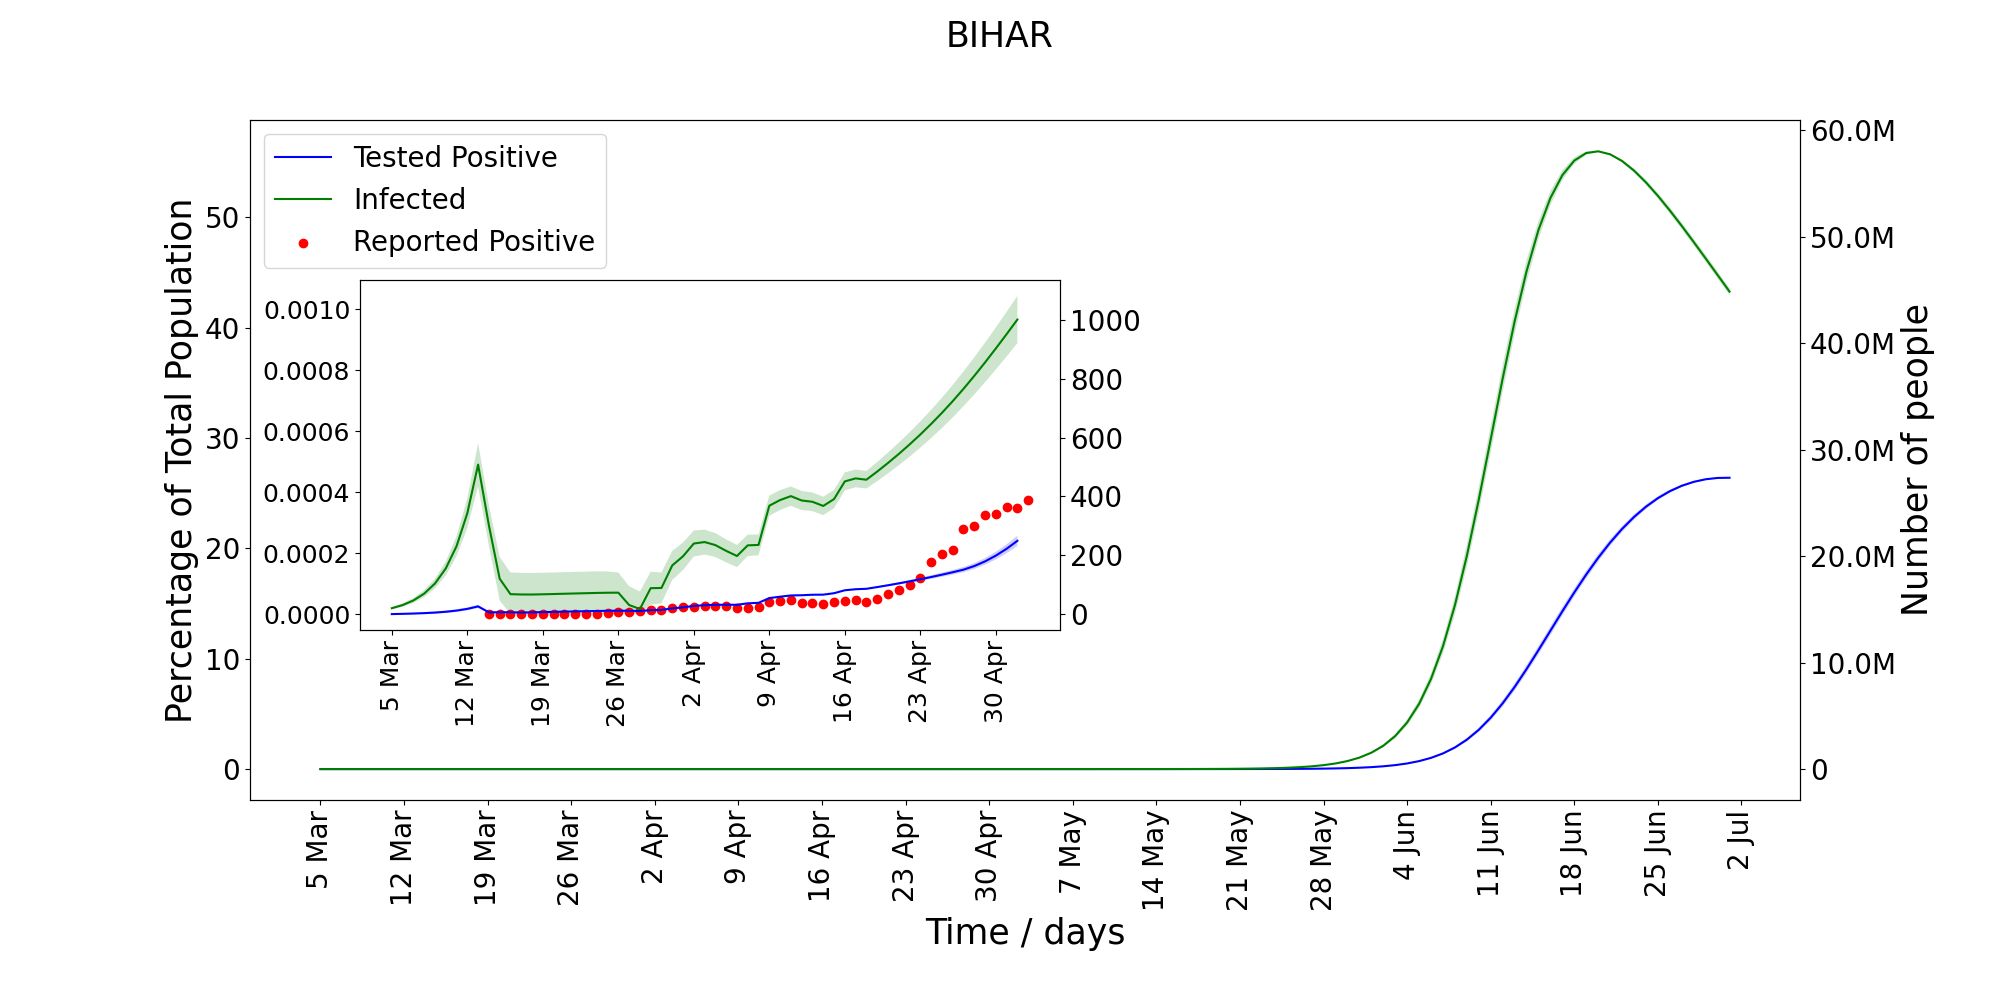 BIHAR
Tested Positive
Infected
Reported Positive
Percentage of Total Population
50
40
30
20
10
0
60.0M
50.0M
40.0M
30.0M
20.0M
10.0M
0
Number of people
0.0010
0.0008
0.0006
0.0004
0.0002
0.0000
1000
800
600
400
200
0
5 Mar
12 Mar
19 Mar
26 Mar
2 Apr
9 Apr
16 Apr
23 Apr
30 Apr
5 Mar
12 Mar
19 Mar
26 Mar
2 Apr
9 Apr
16 Apr
23 Apr
30 Apr
7 May
14 May
21 May
28 May
4 Jun
11 Jun
18 Jun
25 Jun
2 Jul
Time / days